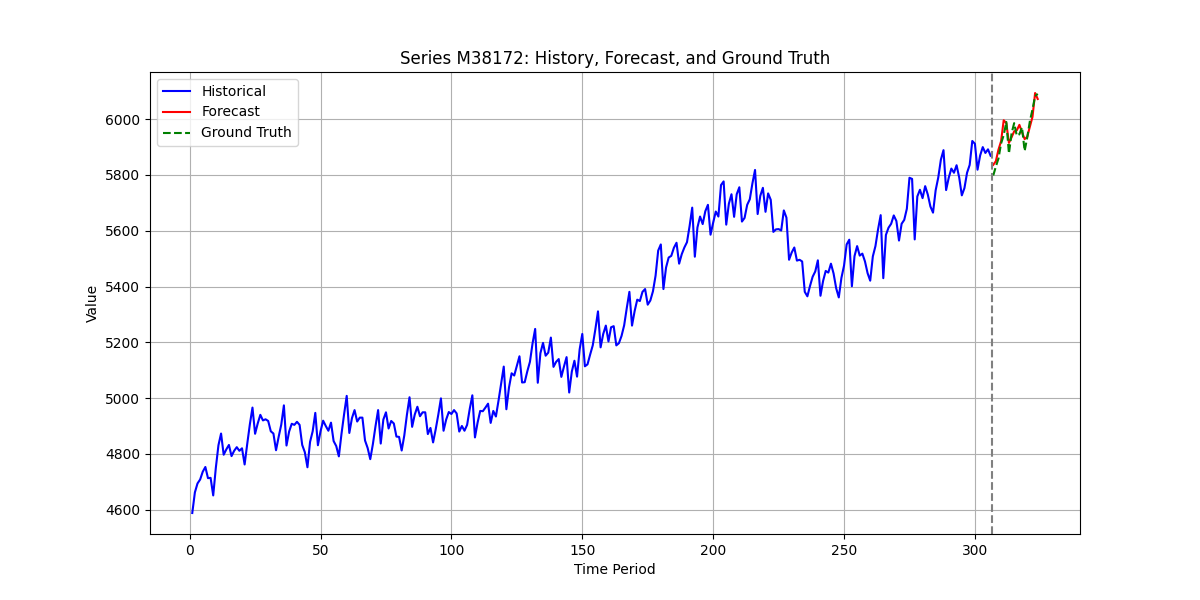 Series M38172: History, Forecast, and Ground Truth
Historical
Forecast
Ground Truth
6000
5800
5600
5400
5200
5000
4800
4600
Value
0 50 100 150 200 250 300
Time Period